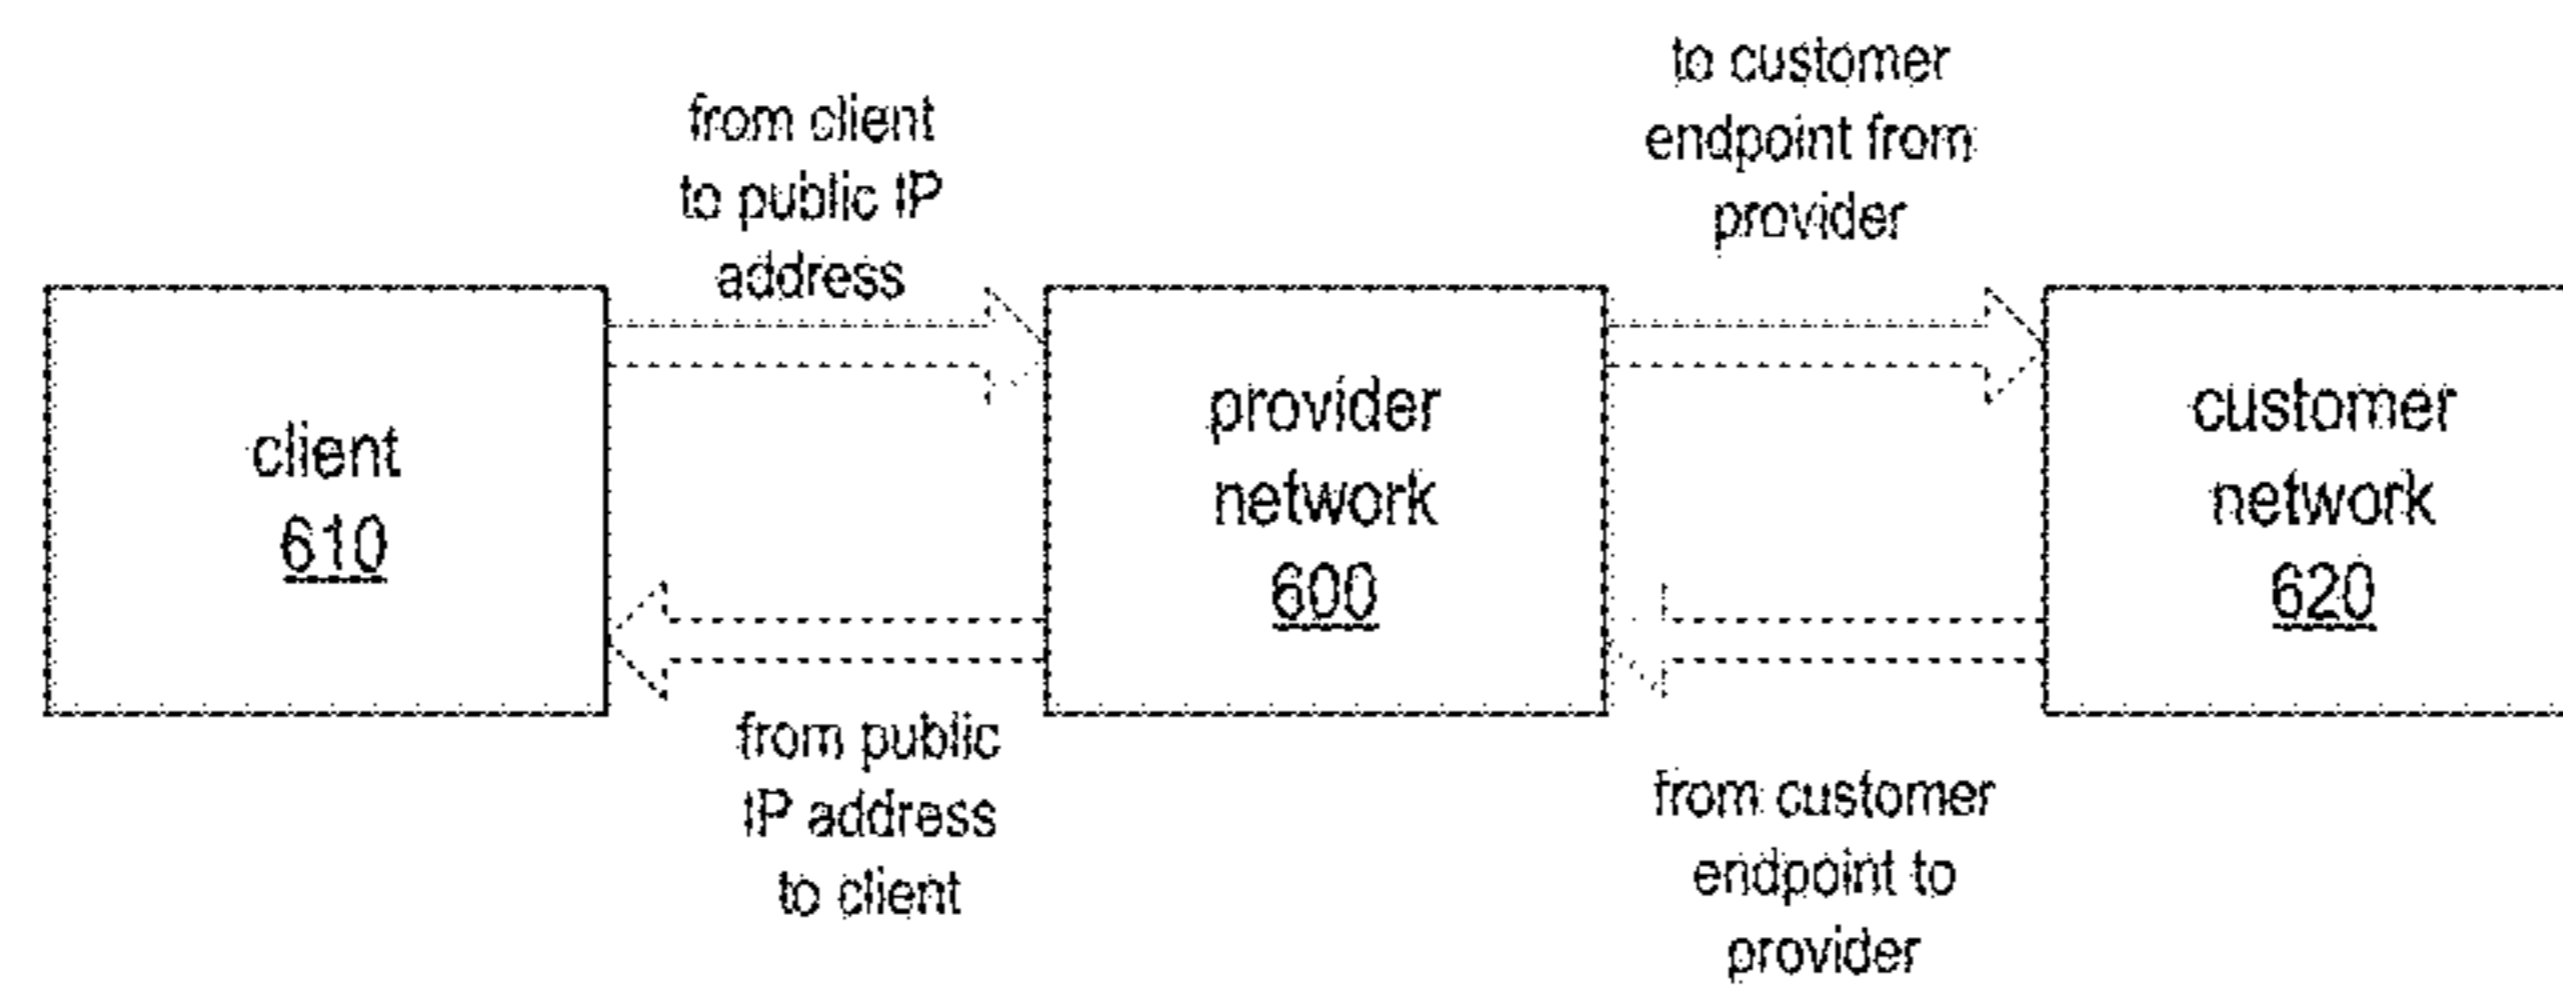 from client
to public IP
address
to customer
endpoint from
provider
client
610
provider
network
600
customer
network
620
from public
IP address
to client
from customer
endpoint to
provider